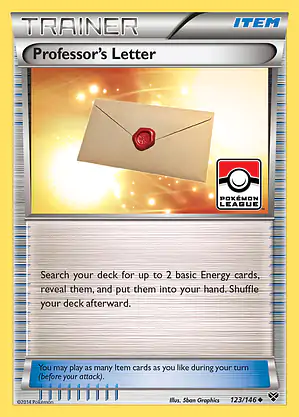 TRAINER
ITEM
Professor's Letter
POKÉMON
LEAGUE
Search your deck for up to 2 basic Energy cards,
reveal them, and put them into your hand. Shuffle
your deck afterward.
You may play as many Item cards as you like during your turn
(before your attack).
©2014 Pokémon
Illus. 5ban Graphics
123/146